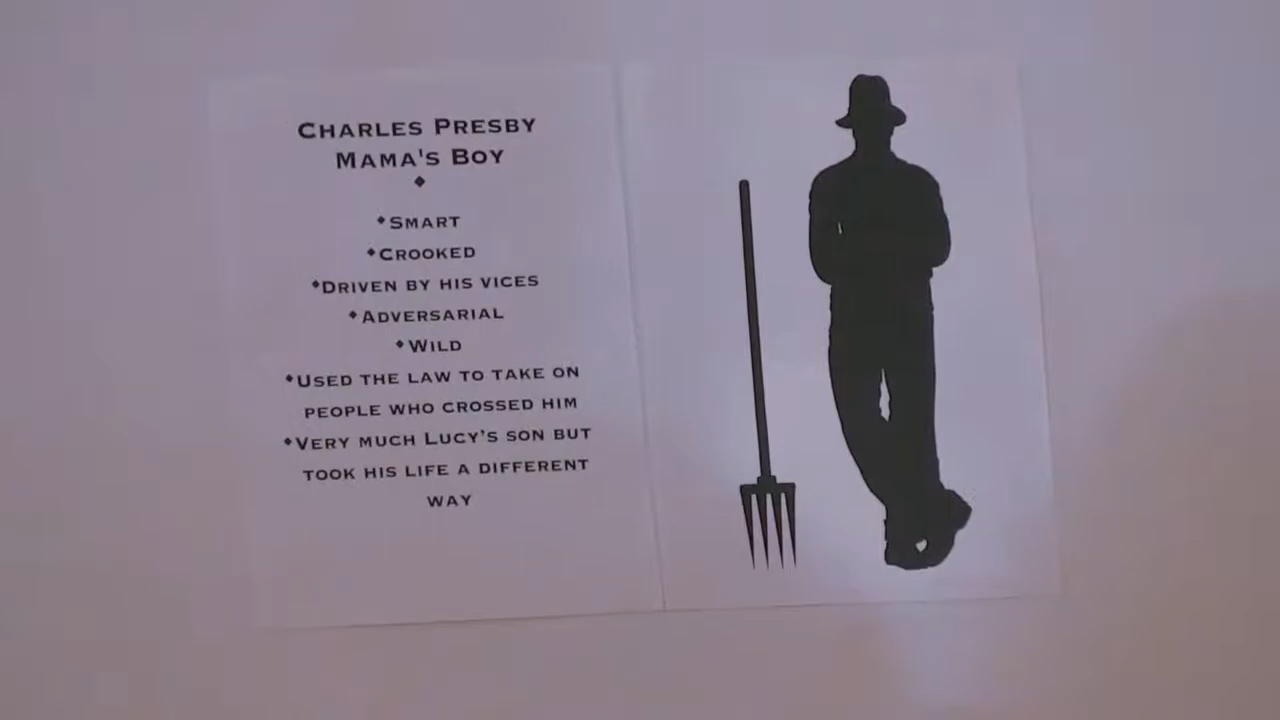 CHARLES PRESBY
MAMA'S BOY
SMART
CROOKED
DRIVEN BY HIS VICES
ADVERSARIAL
WILD
USED THE LAW TO TAKE ON
PEOPLE WHO CROSSED HIM
VERY MUCH LUCY'S SON BUT
TOOK HIS LIFE A DIFFERENT
WAY